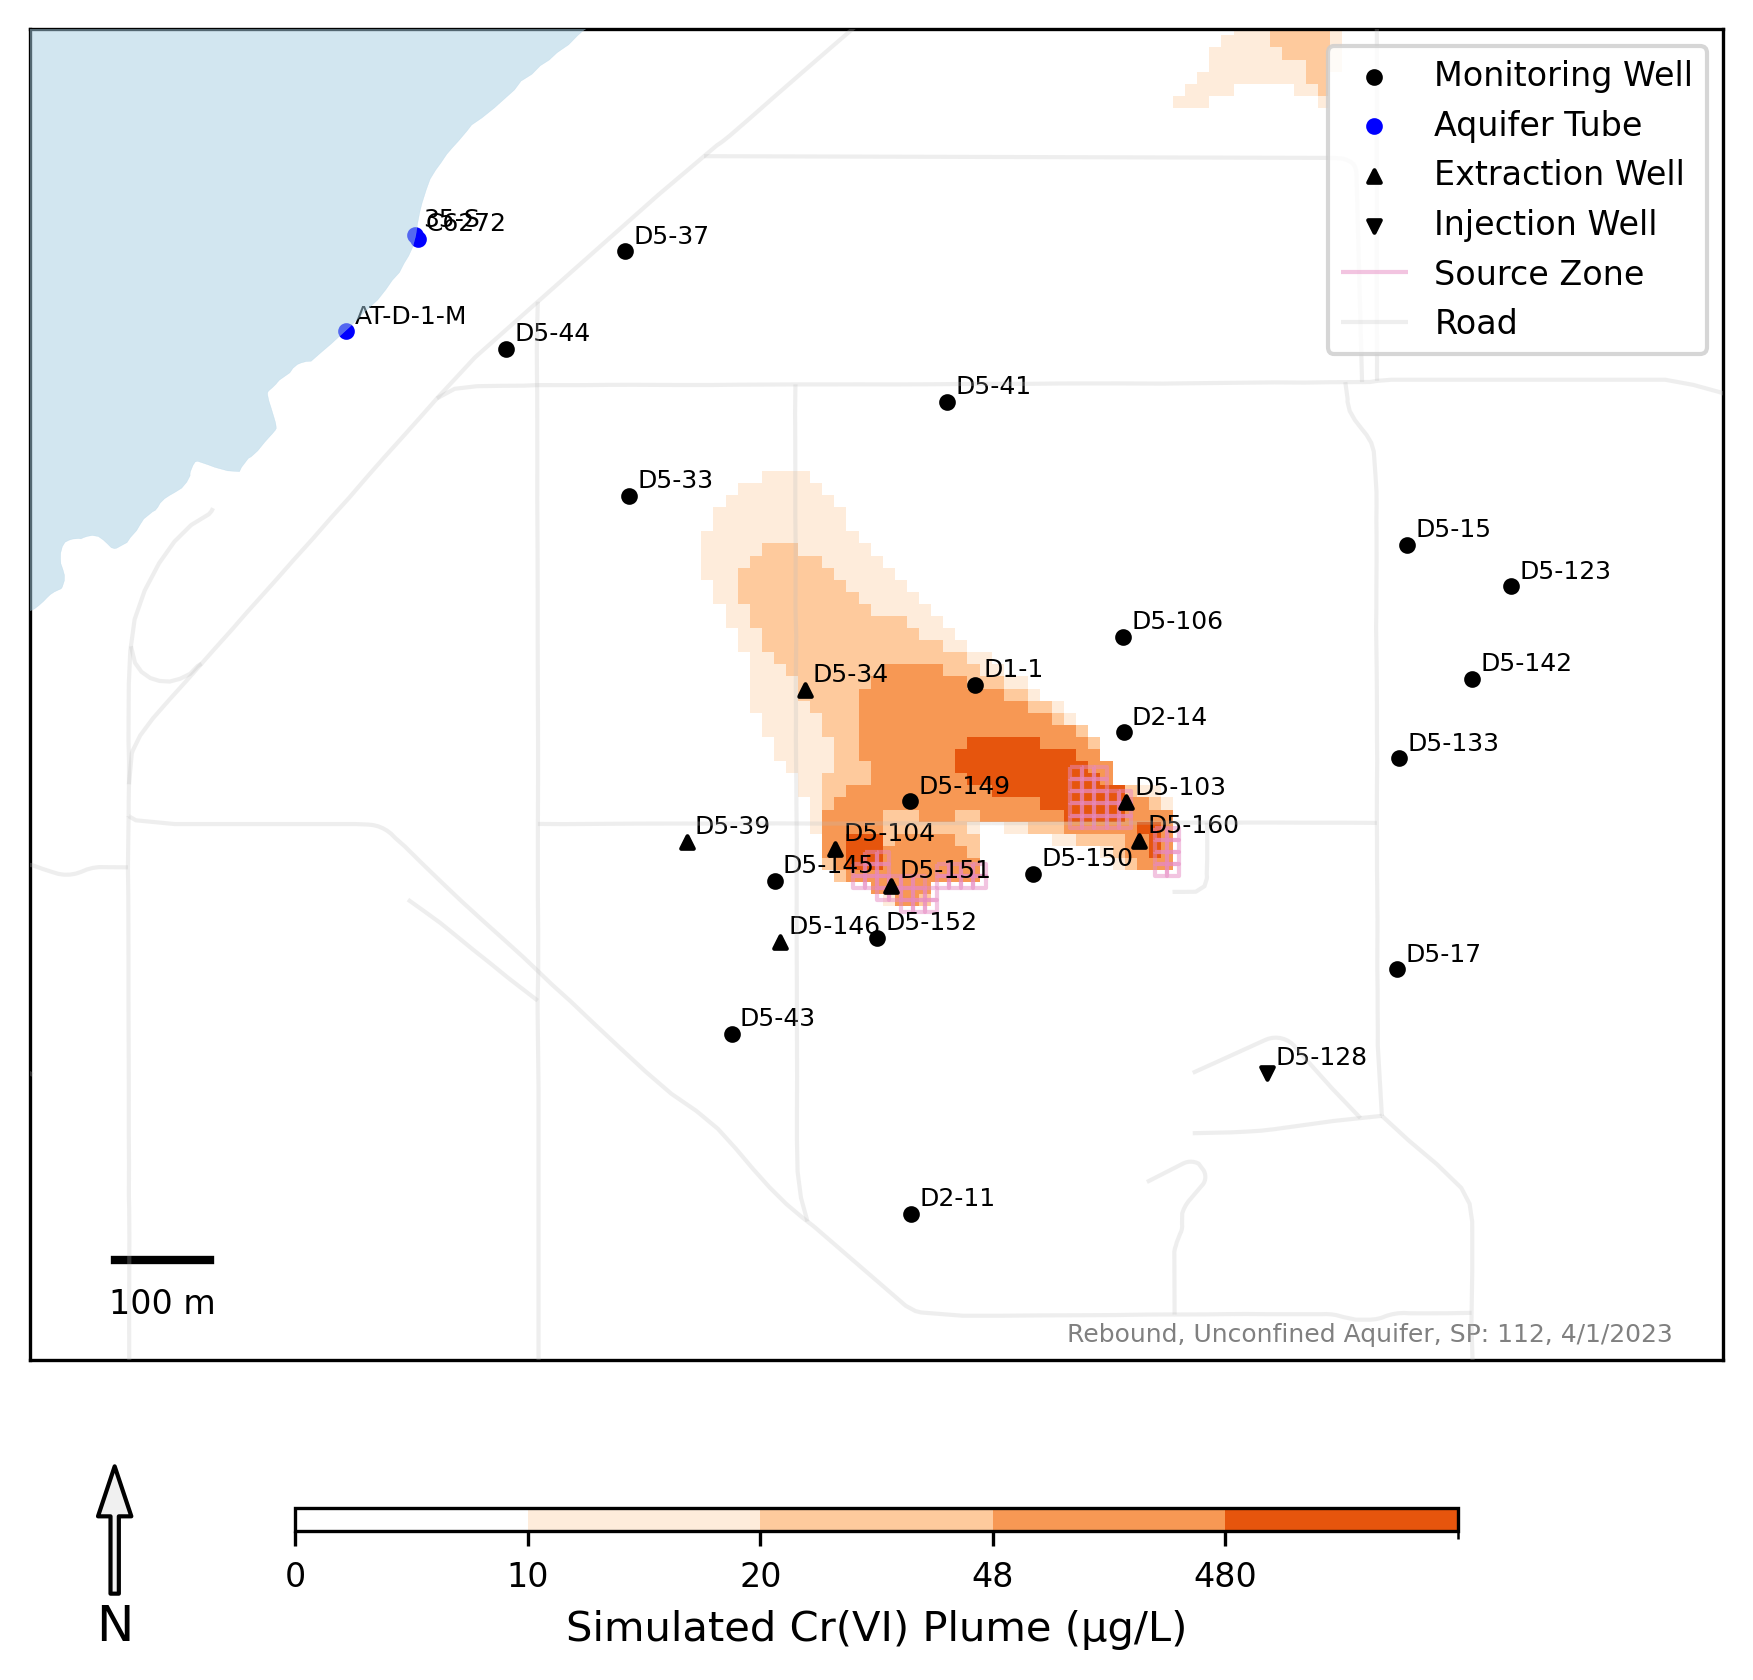 Monitoring Well
Aquifer Tube
Extraction Well
Injection Well
Source Zone
Road
35-S
C6272
D5-37
AT-D-1-M
D5-44
D5-41
D5-33
D5-15
D5-123
D5-106
D5-142
D1-1
D5-34
D2-14
D5-133
D5-149
D5-103
D5-39
D5-104
D5-160
D5-145
D5-151
D5-150
D5-146
D5-152
D5-17
D5-43
D5-128
D2-11
100 m
Rebound, Unconfined Aquifer, SP: 112, 4/1/2023
N
0 10 20 48 480
Simulated Cr(VI) Plume (μg/L)